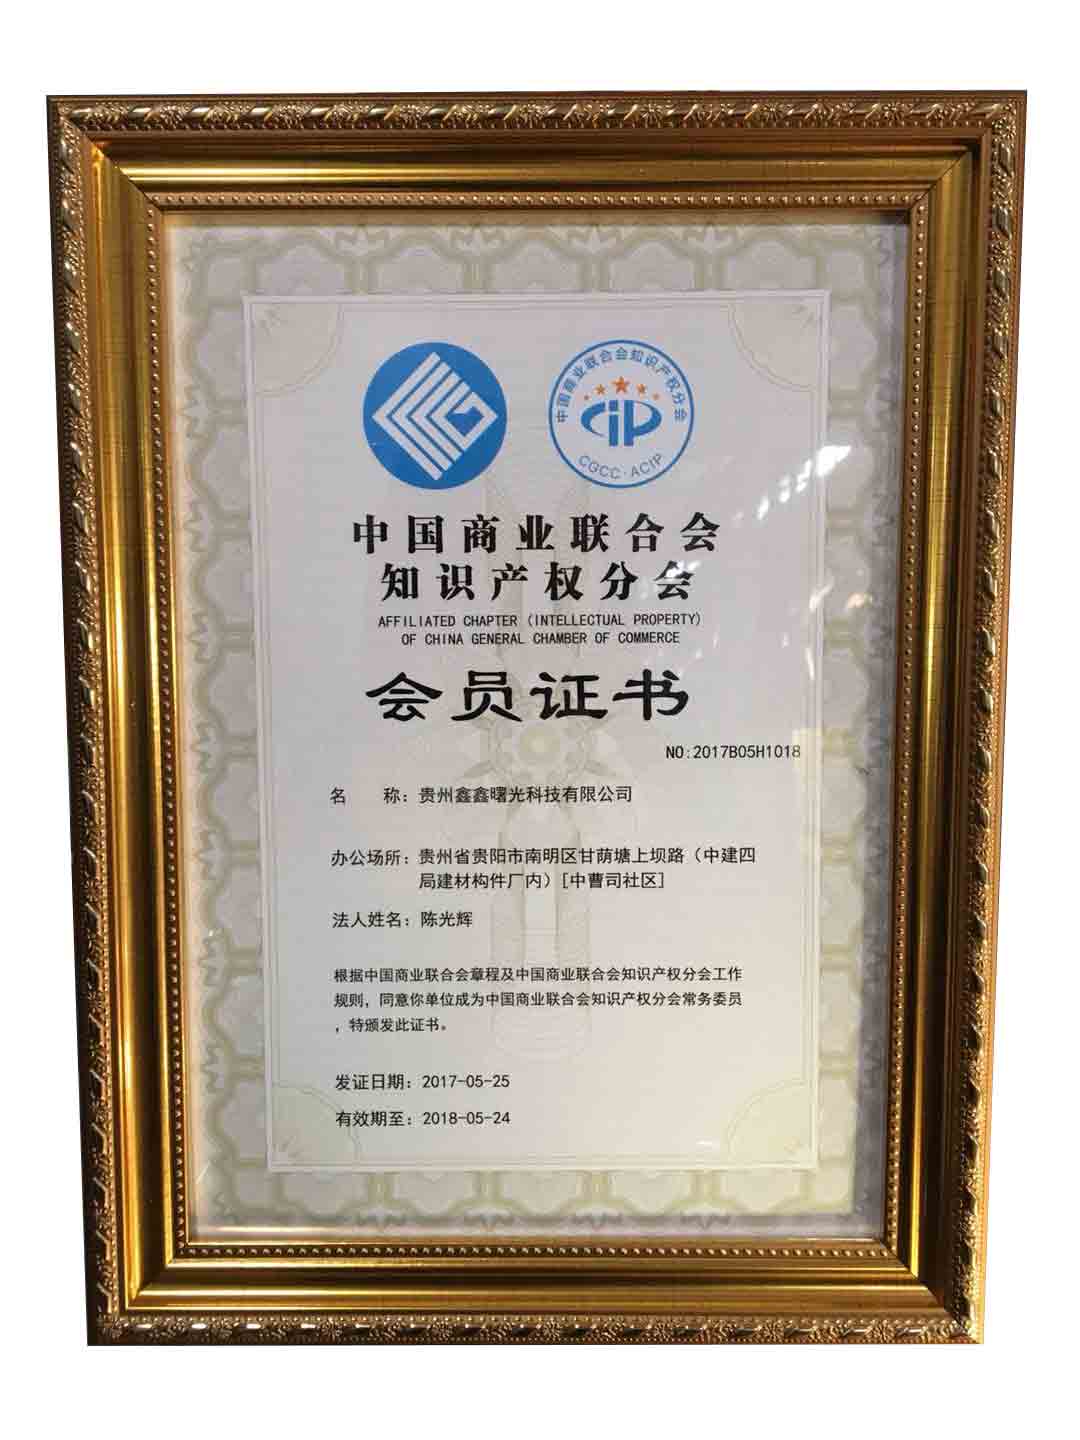 中国商业联合会知识产权分会
CIP
CGCC·ACIP
中国商业联合会
知识产权分会
AFFILIATED CHAPTER (INTELLECTUAL PROPERTY)
OF CHINA GENERAL CHAMBER OF COMMERCE
会员证书
NO:2017B05H1018
名 称：贵州鑫鑫曙光科技有限公司
办公场所：贵州省贵阳市南明区甘荫塘上坝路（中建四
局建材构件厂内）[中曹司社区]
法人姓名：陈光辉
根据中国商业联合会章程及中国商业联合会知识产权分会工作
规则，同意你单位成为中国商业联合会知识产权分会常务委员
，特颁发此证书。
发证日期：2017-05-25
有效期至：2018-05-24